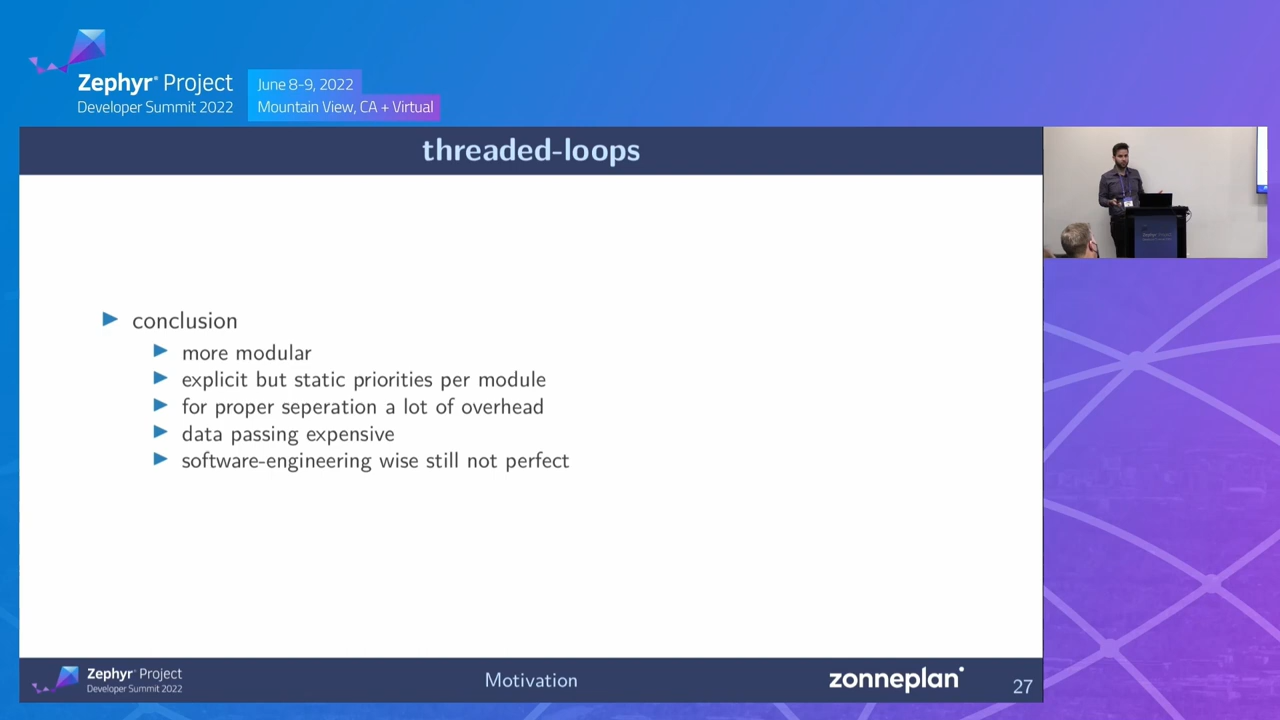 Zephyr® Project
Developer Summit 2022
June 8-9, 2022
Mountain View, CA + Virtual
threaded-loops
conclusion
more modular
explicit but static priorities per module
for proper seperation a lot of overhead
data passing expensive
software-engineering wise still not perfect
Zephyr® Project
Developer Summit 2022
Motivation
zonneplan
27